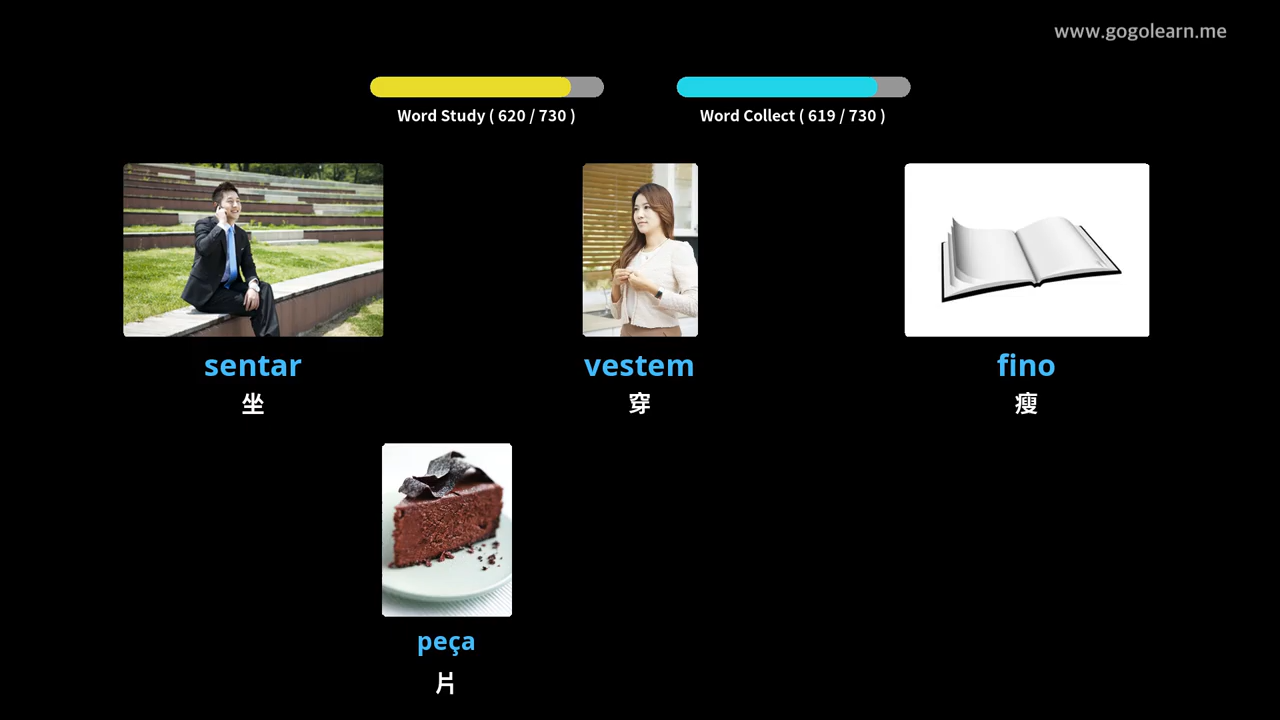 www.gogolearn.me
Word Study ( 620 / 730 )
Word Collect ( 619 / 730 )
sentar
坐
vestem
穿
fino
瘦
peça
片